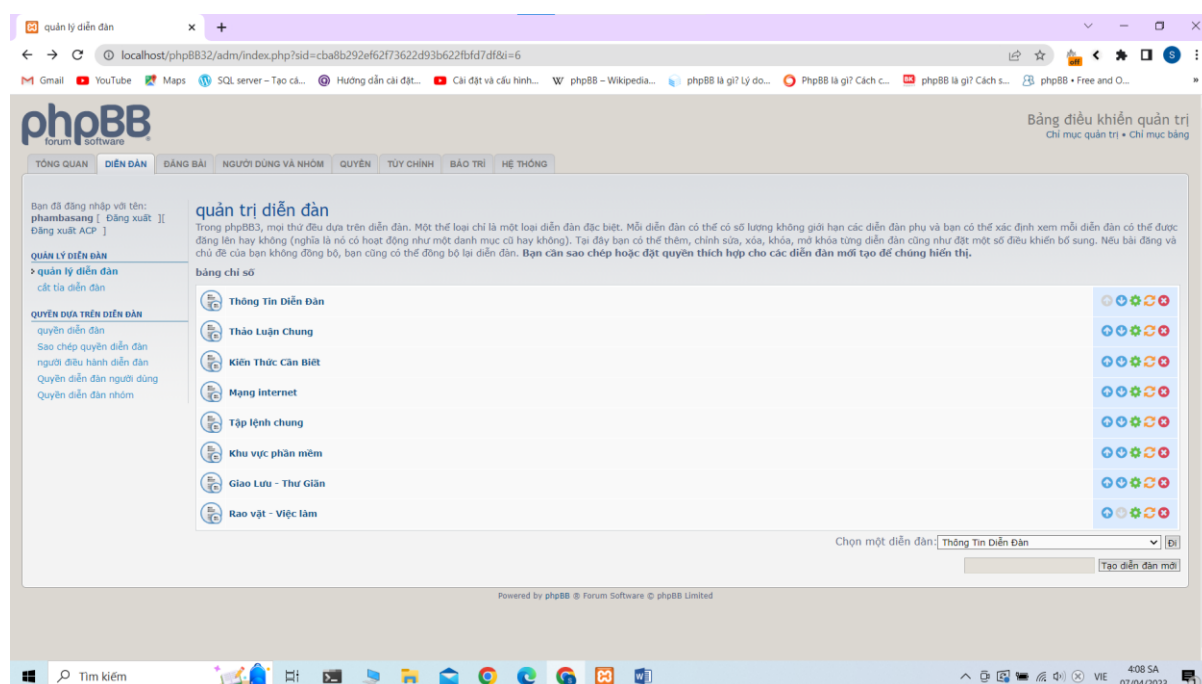 quản lý diễn đàn
localhost/phpBB32/adm/index.php?sid=cba8b292ef62f73622d93b622fbfd7df&i=6
Gmail YouTube Maps SQL server – Tạo cá... Hướng dẫn cài đặt... Cài đặt và cấu hình... phpBB – Wikipedia... phpBB là gì? Lý do... PhpBB là gì? Cách c... phpBB là gì? Cách s... phpBB • Free and O... »
off
S
phpBB
forum software
Bảng điều khiển quản trị
Chỉ mục quản trị • Chỉ mục bảng
TỔNG QUAN DIỄN ĐÀN ĐĂNG BÀI NGƯỜI DÙNG VÀ NHÓM QUYỀN TÙY CHỈNH BẢO TRÌ HỆ THỐNG
Bạn đã đăng nhập với tên:
phambasang [ Đăng xuất ][
Đăng xuất ACP ]
QUẢN LÝ DIỄN ĐÀN
quản lý diễn đàn
cắt tỉa diễn đàn
QUYỀN DỰA TRÊN DIỄN ĐÀN
quyền diễn đàn
Sao chép quyền diễn đàn
người điều hành diễn đàn
Quyền diễn đàn người dùng
Quyền diễn đàn nhóm
quản trị diễn đàn
Trong phpBB3, mọi thứ đều dựa trên diễn đàn. Một thể loại chỉ là một loại diễn đàn đặc biệt. Mỗi diễn đàn có thể có số lượng không giới hạn các diễn đàn phụ và bạn có thể xác định xem mỗi diễn đàn có thể được
đăng lên hay không (nghĩa là nó có hoạt động như một danh mục cũ hay không). Tại đây bạn có thể thêm, chỉnh sửa, xóa, khóa, mở khóa từng diễn đàn cũng như đặt một số điều khiển bổ sung. Nếu bài đăng và
chủ đề của bạn không đồng bộ, bạn cũng có thể đồng bộ lại diễn đàn. Bạn cần sao chép hoặc đặt quyền thích hợp cho các diễn đàn mới tạo để chúng hiển thị.
bảng chỉ số
Thông Tin Diễn Đàn
Thảo Luận Chung
Kiến Thức Cần Biết
Mạng internet
Tập lệnh chung
Khu vực phần mềm
Giao Lưu - Thư Giãn
Rao vặt - Việc làm
Chọn một diễn đàn: Thông Tin Diễn Đàn Đi
Tạo diễn đàn mới
Powered by phpBB ® Forum Software © phpBB Limited
Tìm kiếm
VIE
4:08 SA
07/04/2023